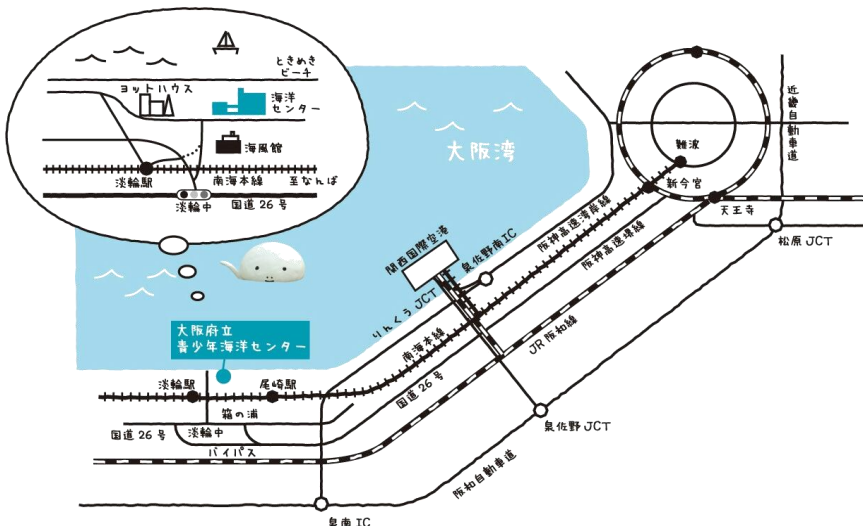 ときめき
ビーチ
ヨットハウス
海洋
センター
海風館
淡輪駅
南海本線
至なんば
淡輪中
国道26号
大阪湾
近畿自動車道
難波
新今宮
天王寺
松原JCT
阪神高速湾岸線
阪神高速堺線
関西国際空港
泉佐野南IC
りんくうJCT
南海本線
JR阪和線
国道26号
大阪府立
青少年海洋センター
淡輪駅
尾崎駅
箱の浦
国道26号
淡輪中
バイパス
泉佐野JCT
阪和自動車道
泉南IC